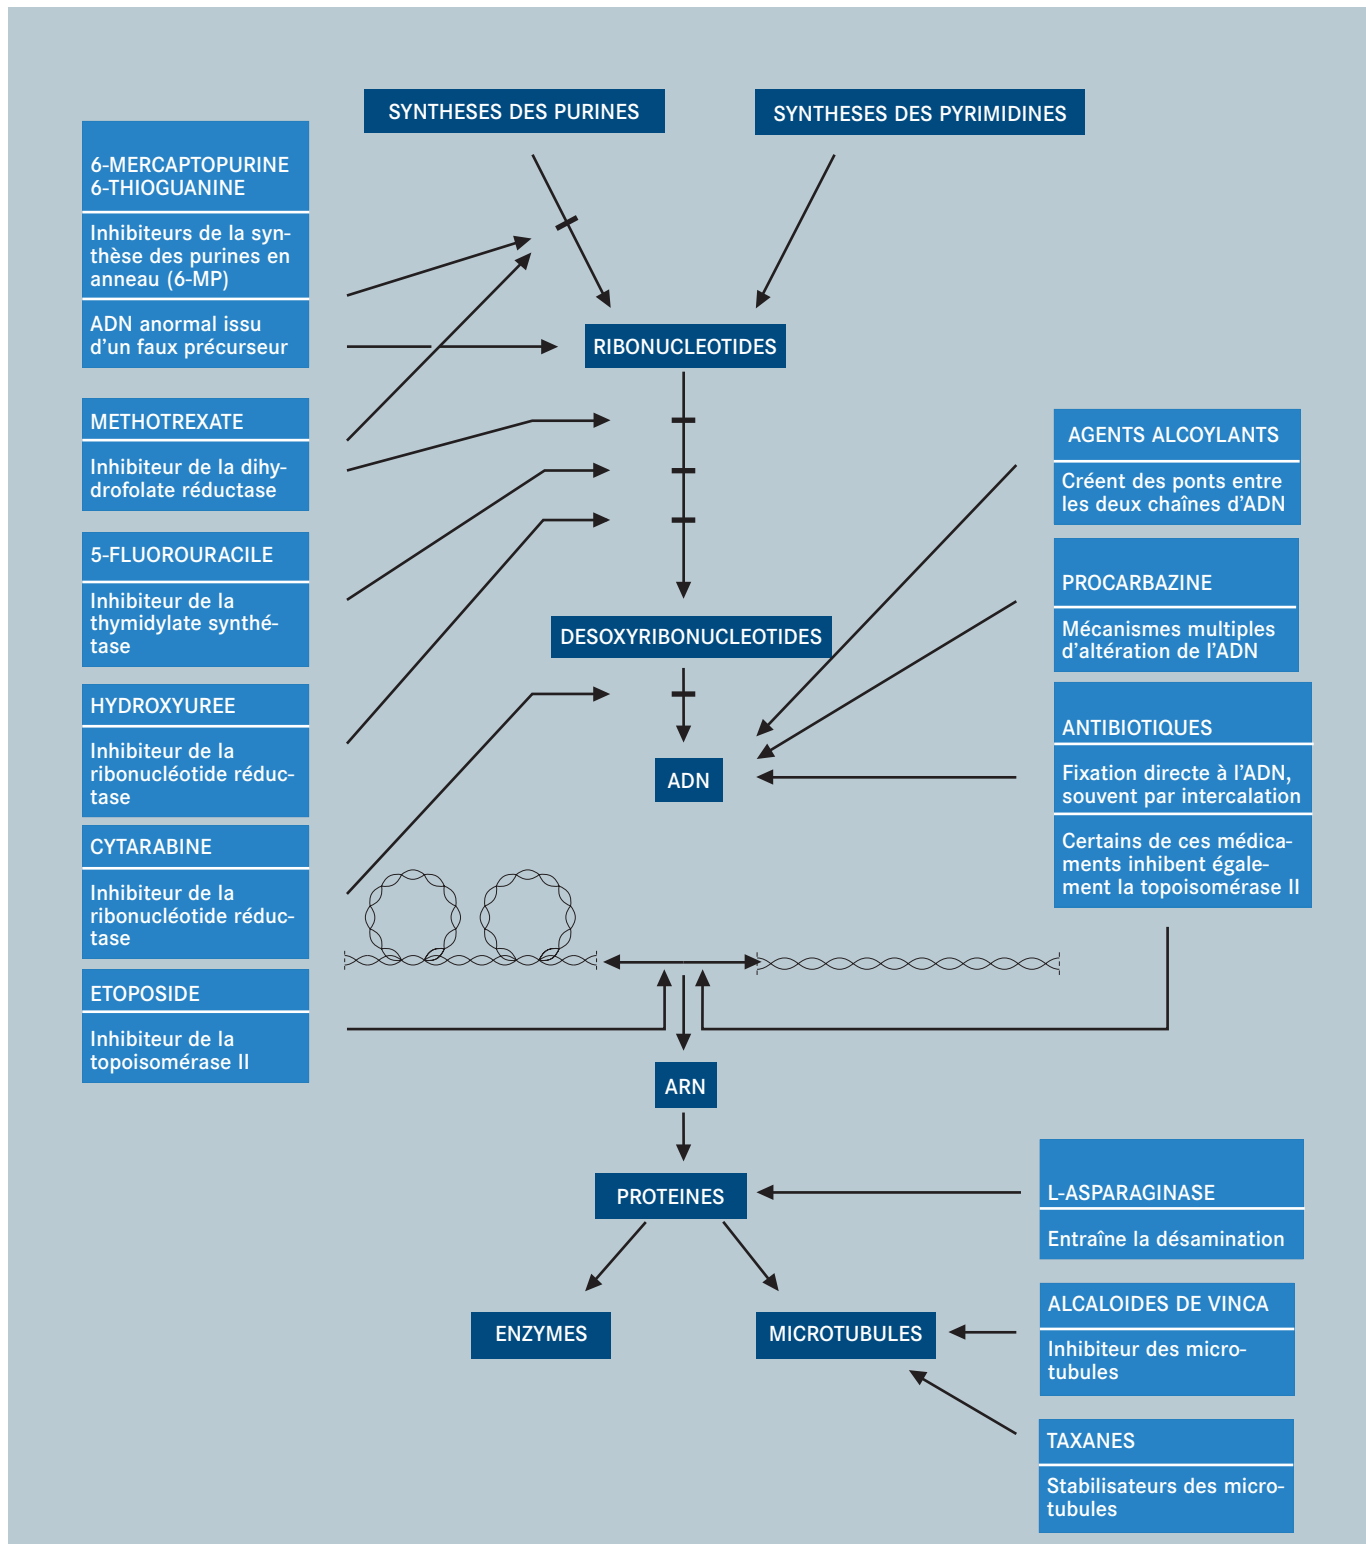 SYNTHESES DES PURINES
SYNTHESES DES PYRIMIDINES
6-MERCAPTOPURINE
6-THIOGUANINE
Inhibiteurs de la syn-
thèse des purines en
anneau (6-MP)
ADN anormal issu
d'un faux précurseur
RIBONUCLEOTIDES
METHOTREXATE
Inhibiteur de la dihy-
drofolate réductase
5-FLUOROURACILE
Inhibiteur de la
thymidylate synthé-
tase
HYDROXYUREE
Inhibiteur de la
ribonucléotide réduc-
tase
CYTARABINE
Inhibiteur de la
ribonucléotide réduc-
tase
ETOPOSIDE
Inhibiteur de la
topoisomérase II
DESOXYRIBONUCLEOTIDES
ADN
AGENTS ALCOYLANTS
Créent des ponts entre
les deux chaînes d'ADN
PROCARBAZINE
Mécanismes multiples
d'altération de l'ADN
ANTIBIOTIQUES
Fixation directe à l'ADN,
souvent par intercalation
Certains de ces médica-
ments inhibent égale-
ment la topoisomérase II
ARN
PROTEINES
ENZYMES
MICROTUBULES
L-ASPARAGINASE
Entraîne la désamination
ALCALOIDES DE VINCA
Inhibiteur des micro-
tubules
TAXANES
Stabilisateurs des micro-
tubules